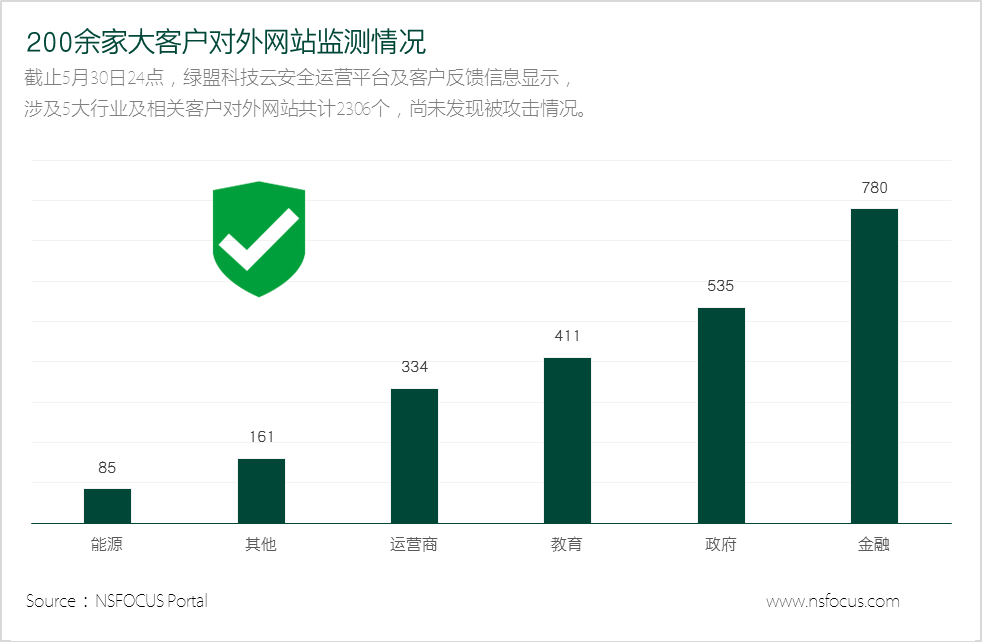 200余家大客户对外网站监测情况
截止5月30日24点，绿盟科技云安全运营平台及客户反馈信息显示，
涉及5大行业及相关客户对外网站共计2306个，尚未发现被攻击情况。
780
535
411
334
161
85
能源 其他 运营商 教育 政府 金融
Source：NSFOCUS Portal www.nsfocus.com